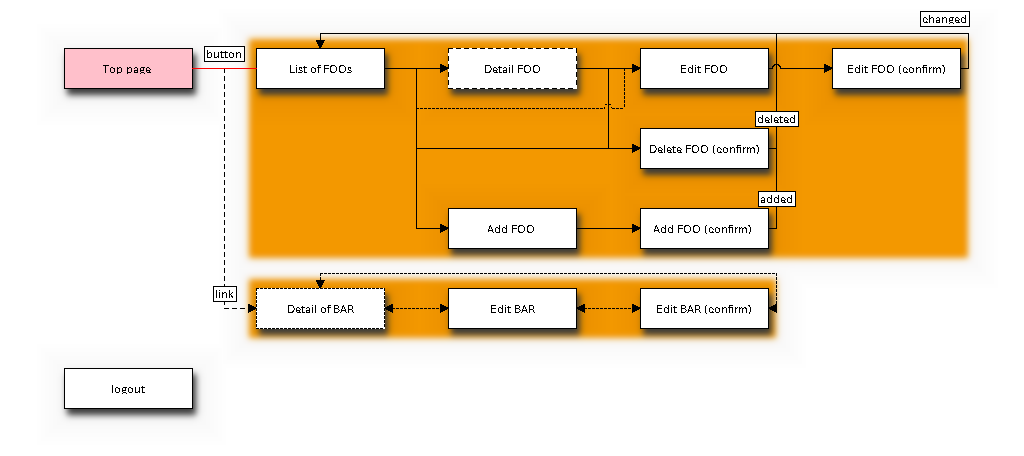 changed
button
Top page
List of FOOs
Detail FOO
Edit FOO
Edit FOO (confirm)
deleted
Delete FOO (confirm)
added
Add FOO
Add FOO (confirm)
link
Detail of BAR
Edit BAR
Edit BAR (confirm)
logout